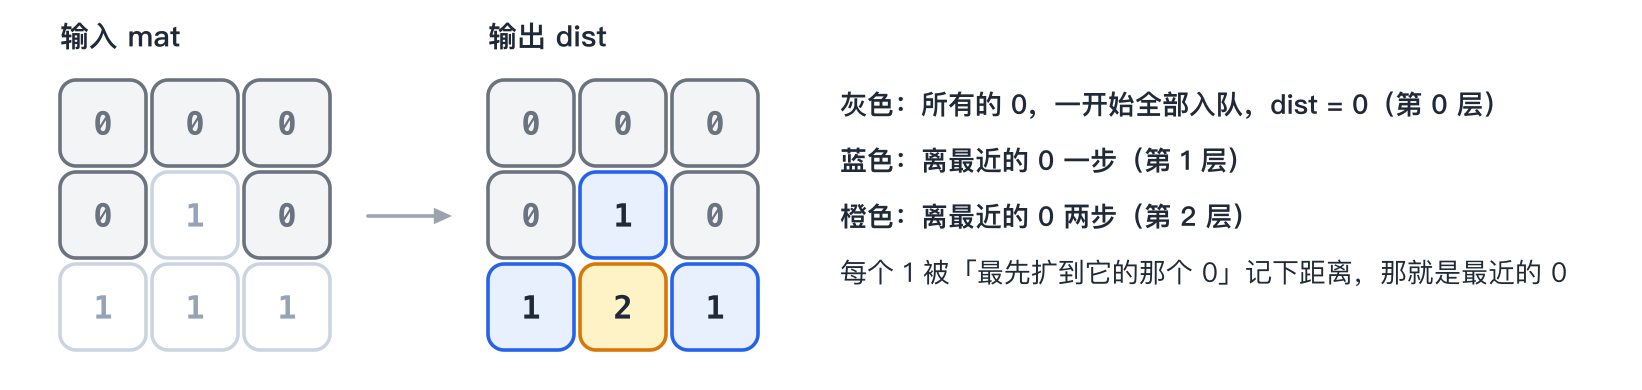 输入 mat
0 0 0
0 1 0
1 1 1
输出 dist
0 0 0
0 1 0
1 2 1
灰色：所有的 0，一开始全部入队，dist = 0（第 0 层）
蓝色：离最近的 0 一步（第 1 层）
橙色：离最近的 0 两步（第 2 层）
每个 1 被「最先扩到它的那个 0」记下距离，那就是最近的 0